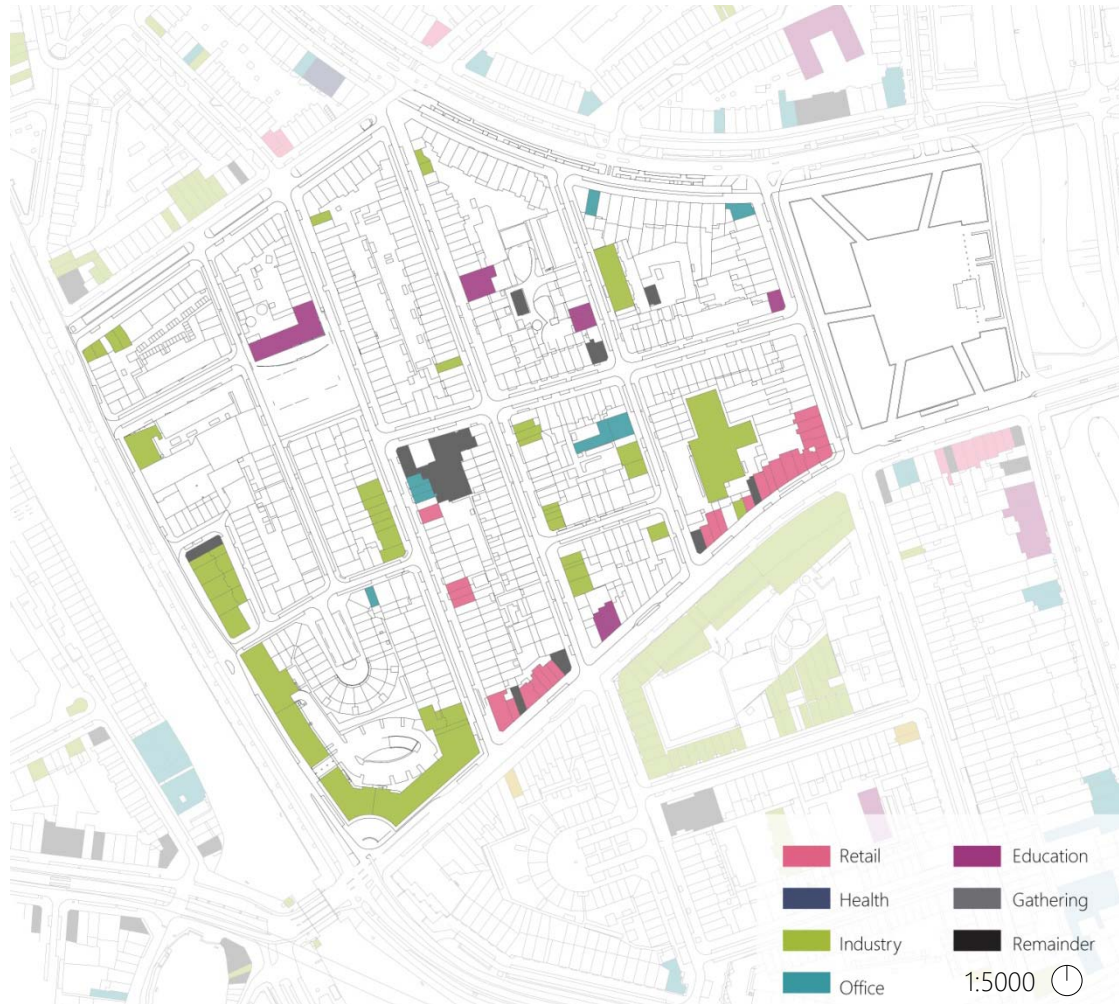 Retail
Education
Health
Gathering
Industry
Remainder
Office
1:5000